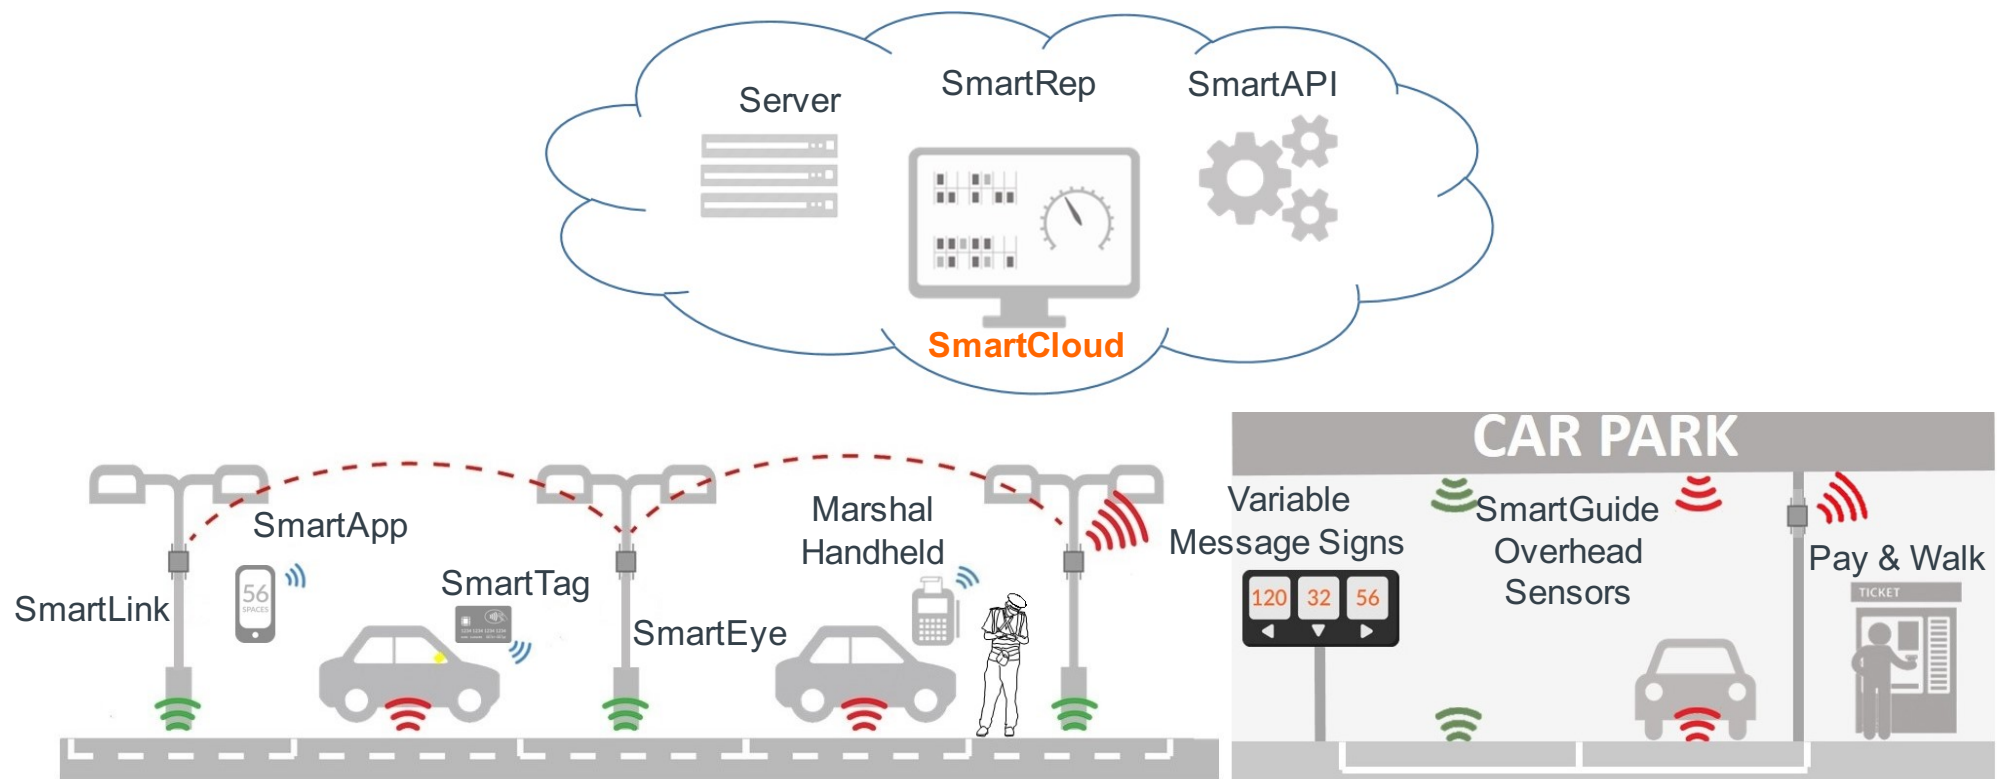 Server
SmartRep
SmartAPI
SmartCloud
SmartLink
SmartApp
56
SPACES
SmartTag
SmartEye
Marshal
Handheld
CAR PARK
Variable
Message Signs
120 32 56
SmartGuide
Overhead
Sensors
Pay & Walk
TICKET